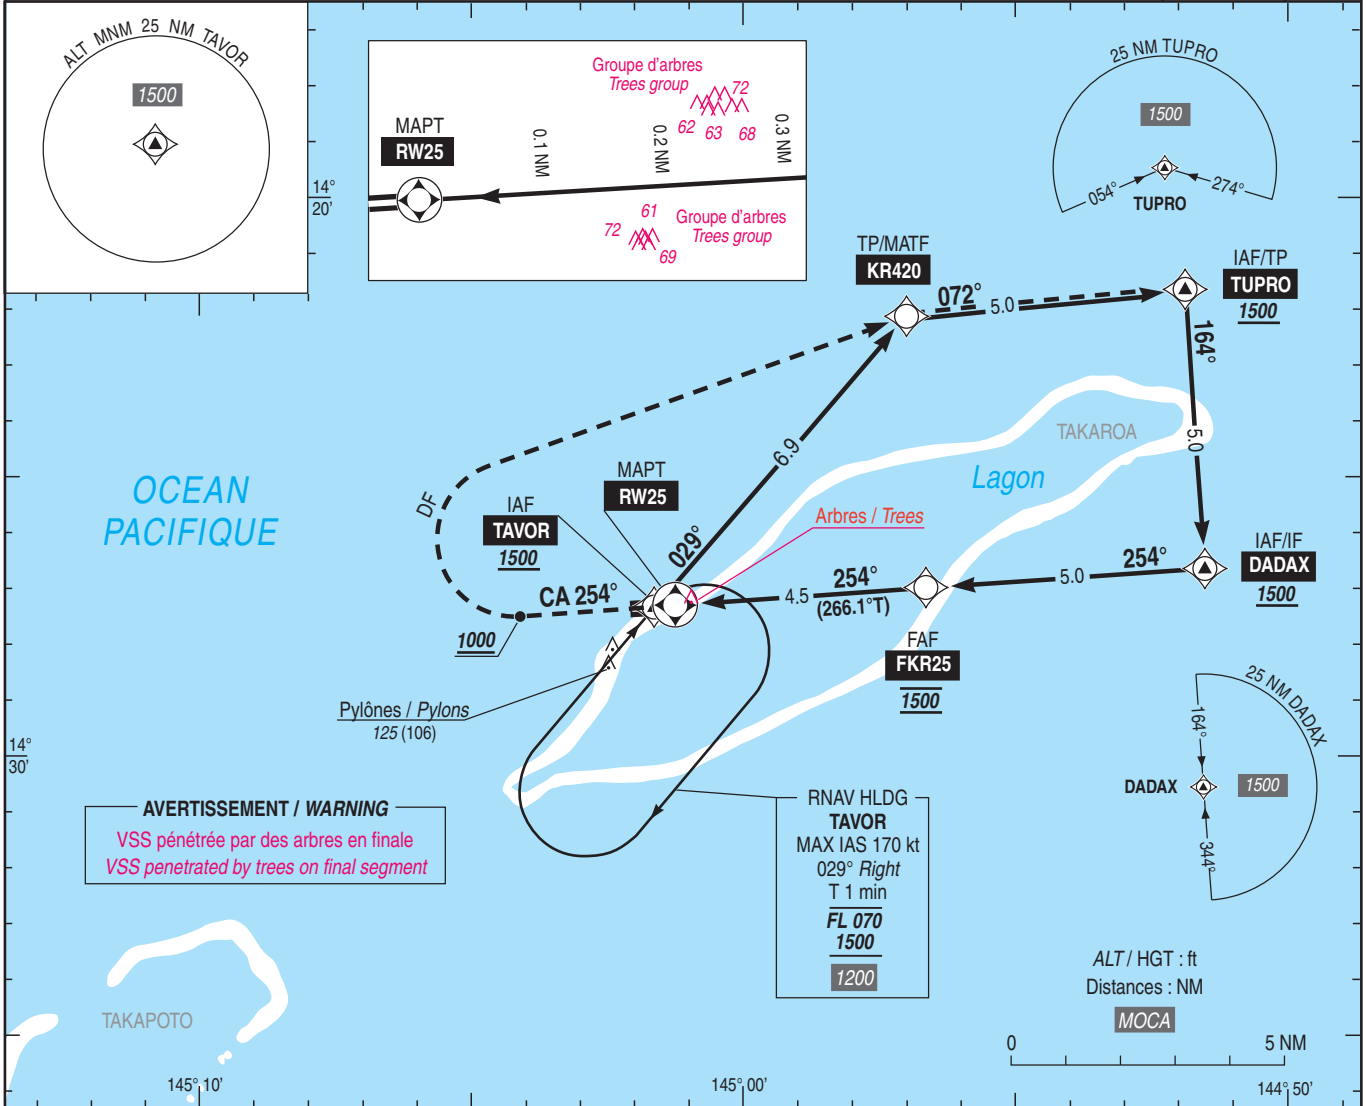 ALT MNM 25 NM TAVOR
1500
14°
20'
MAPT
RW25
0.1 NM
0.2 NM
0.3 NM
Groupe d'arbres
Trees group
72
62
63
68
61
72
69
Groupe d'arbres
Trees group
25 NM TUPRO
1500
054°
274°
TUPRO
TP/MATF
KR420
072°
5.0
IAF/TP
TUPRO
1500
164°
5.0
TAKAROA
Lagon
OCEAN
PACIFIQUE
DF
6.9
MAPT
RW25
IAF
TAVOR
1500
029°
Arbres / Trees
CA 254°
1000
4.5
254°
(266.1°T)
5.0
254°
IAF/IF
DADAX
1500
FAF
FKR25
1500
Pylônes / Pylons
125 (106)
14°
30'
25 NM DADAX
164°
DADAX
1500
344°
AVERTISSEMENT / WARNING
VSS pénétrée par des arbres en finale
VSS penetrated by trees on final segment
RNAV HLDG
TAVOR
MAX IAS 170 kt
029° Right
T 1 min
FL 070
1500
1200
ALT / HGT : ft
Distances : NM
MOCA
0
5 NM
TAKAPOTO
145° 10'
145° 00'
144° 50'